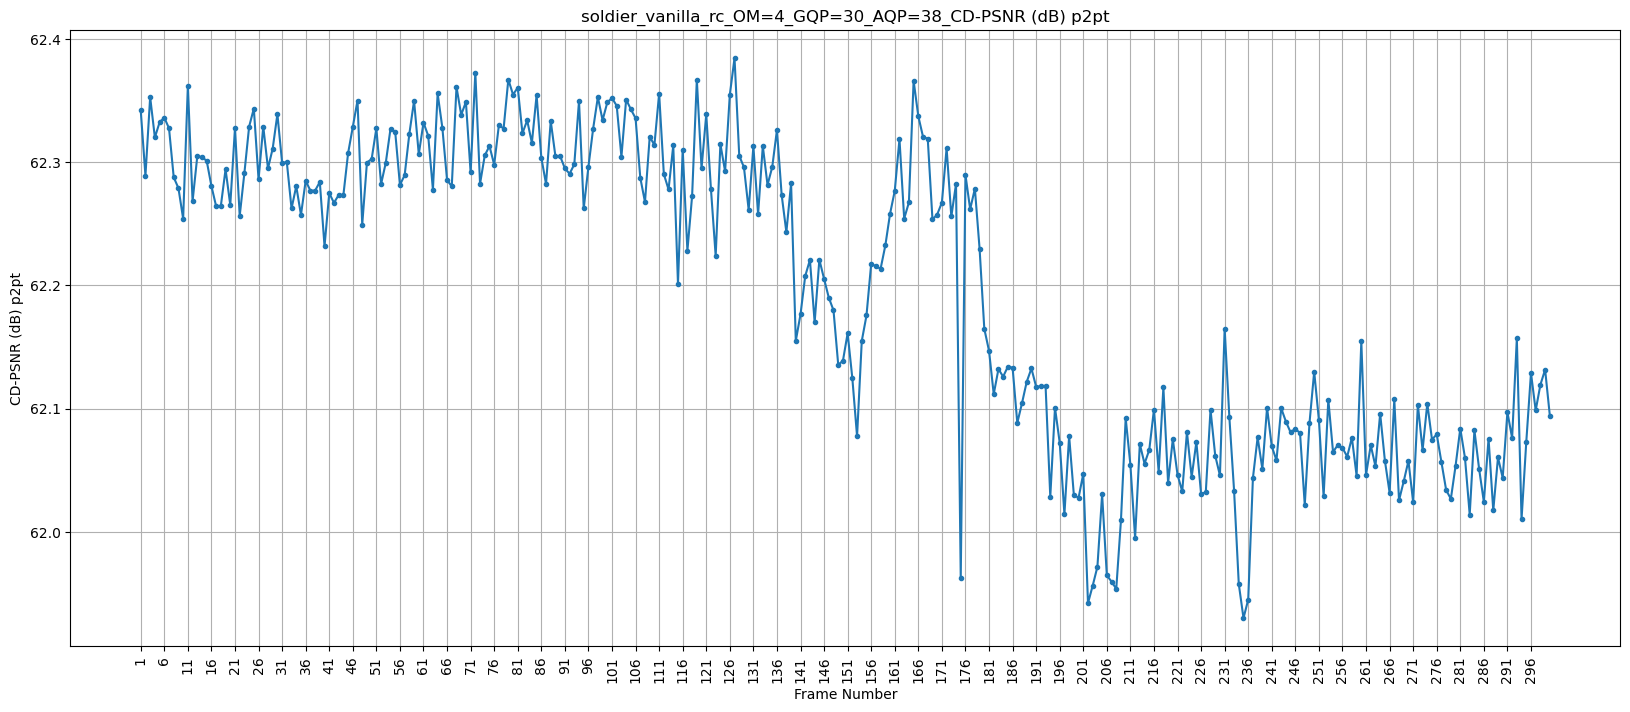 soldier_vanilla_rc_OM=4_GQP=30_AQP=38_CD-PSNR (dB) p2pt
CD-PSNR (dB) p2pt
62.4
62.3
62.2
62.1
62.0
1 6 11 16 21 26 31 36 41 46 51 56 61 66 71 76 81 86 91 96 101 106 111 116 121 126 131 136 141 146 151 156 161 166 171 176 181 186 191 196 201 206 211 216 221 226 231 236 241 246 251 256 261 266 271 276 281 286 291 296
Frame Number